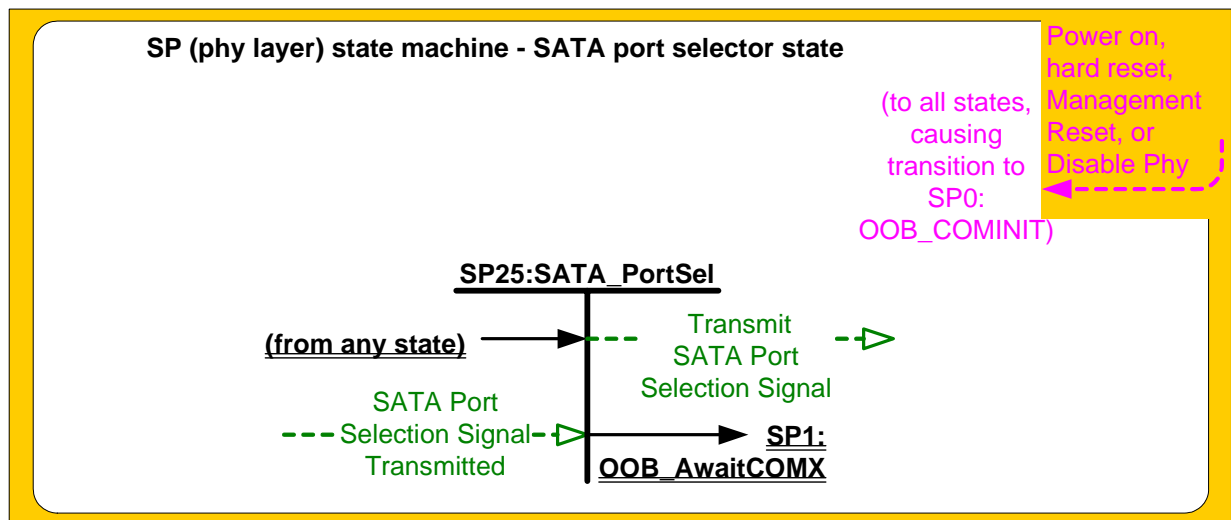 SP (phy layer) state machine - SATA port selector state
Power on,
hard reset,
Management
Reset, or
Disable Phy
(to all states,
causing
transition to
SP0:
OOB_COMINIT)
SP25:SATA_PortSel
(from any state)
Transmit
SATA Port
Selection Signal
SATA Port
Selection Signal
Transmitted
SP1:
OOB_AwaitCOMX